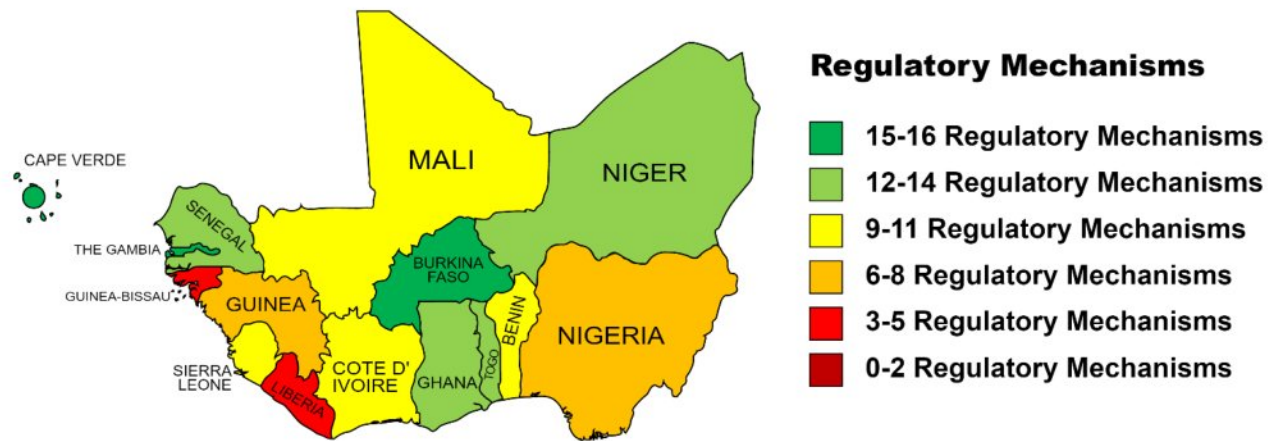 CAPE VERDE
MALI
NIGER
SENEGAL
THE GAMBIA
BURKINA
FASO
GUINEA-BISSAU
GUINEA
BENIN
NIGERIA
SIERRA
LEONE
LIBERIA
COTE D'
IVOIRE
GHANA
TOGO
Regulatory Mechanisms
15-16 Regulatory Mechanisms
12-14 Regulatory Mechanisms
9-11 Regulatory Mechanisms
6-8 Regulatory Mechanisms
3-5 Regulatory Mechanisms
0-2 Regulatory Mechanisms